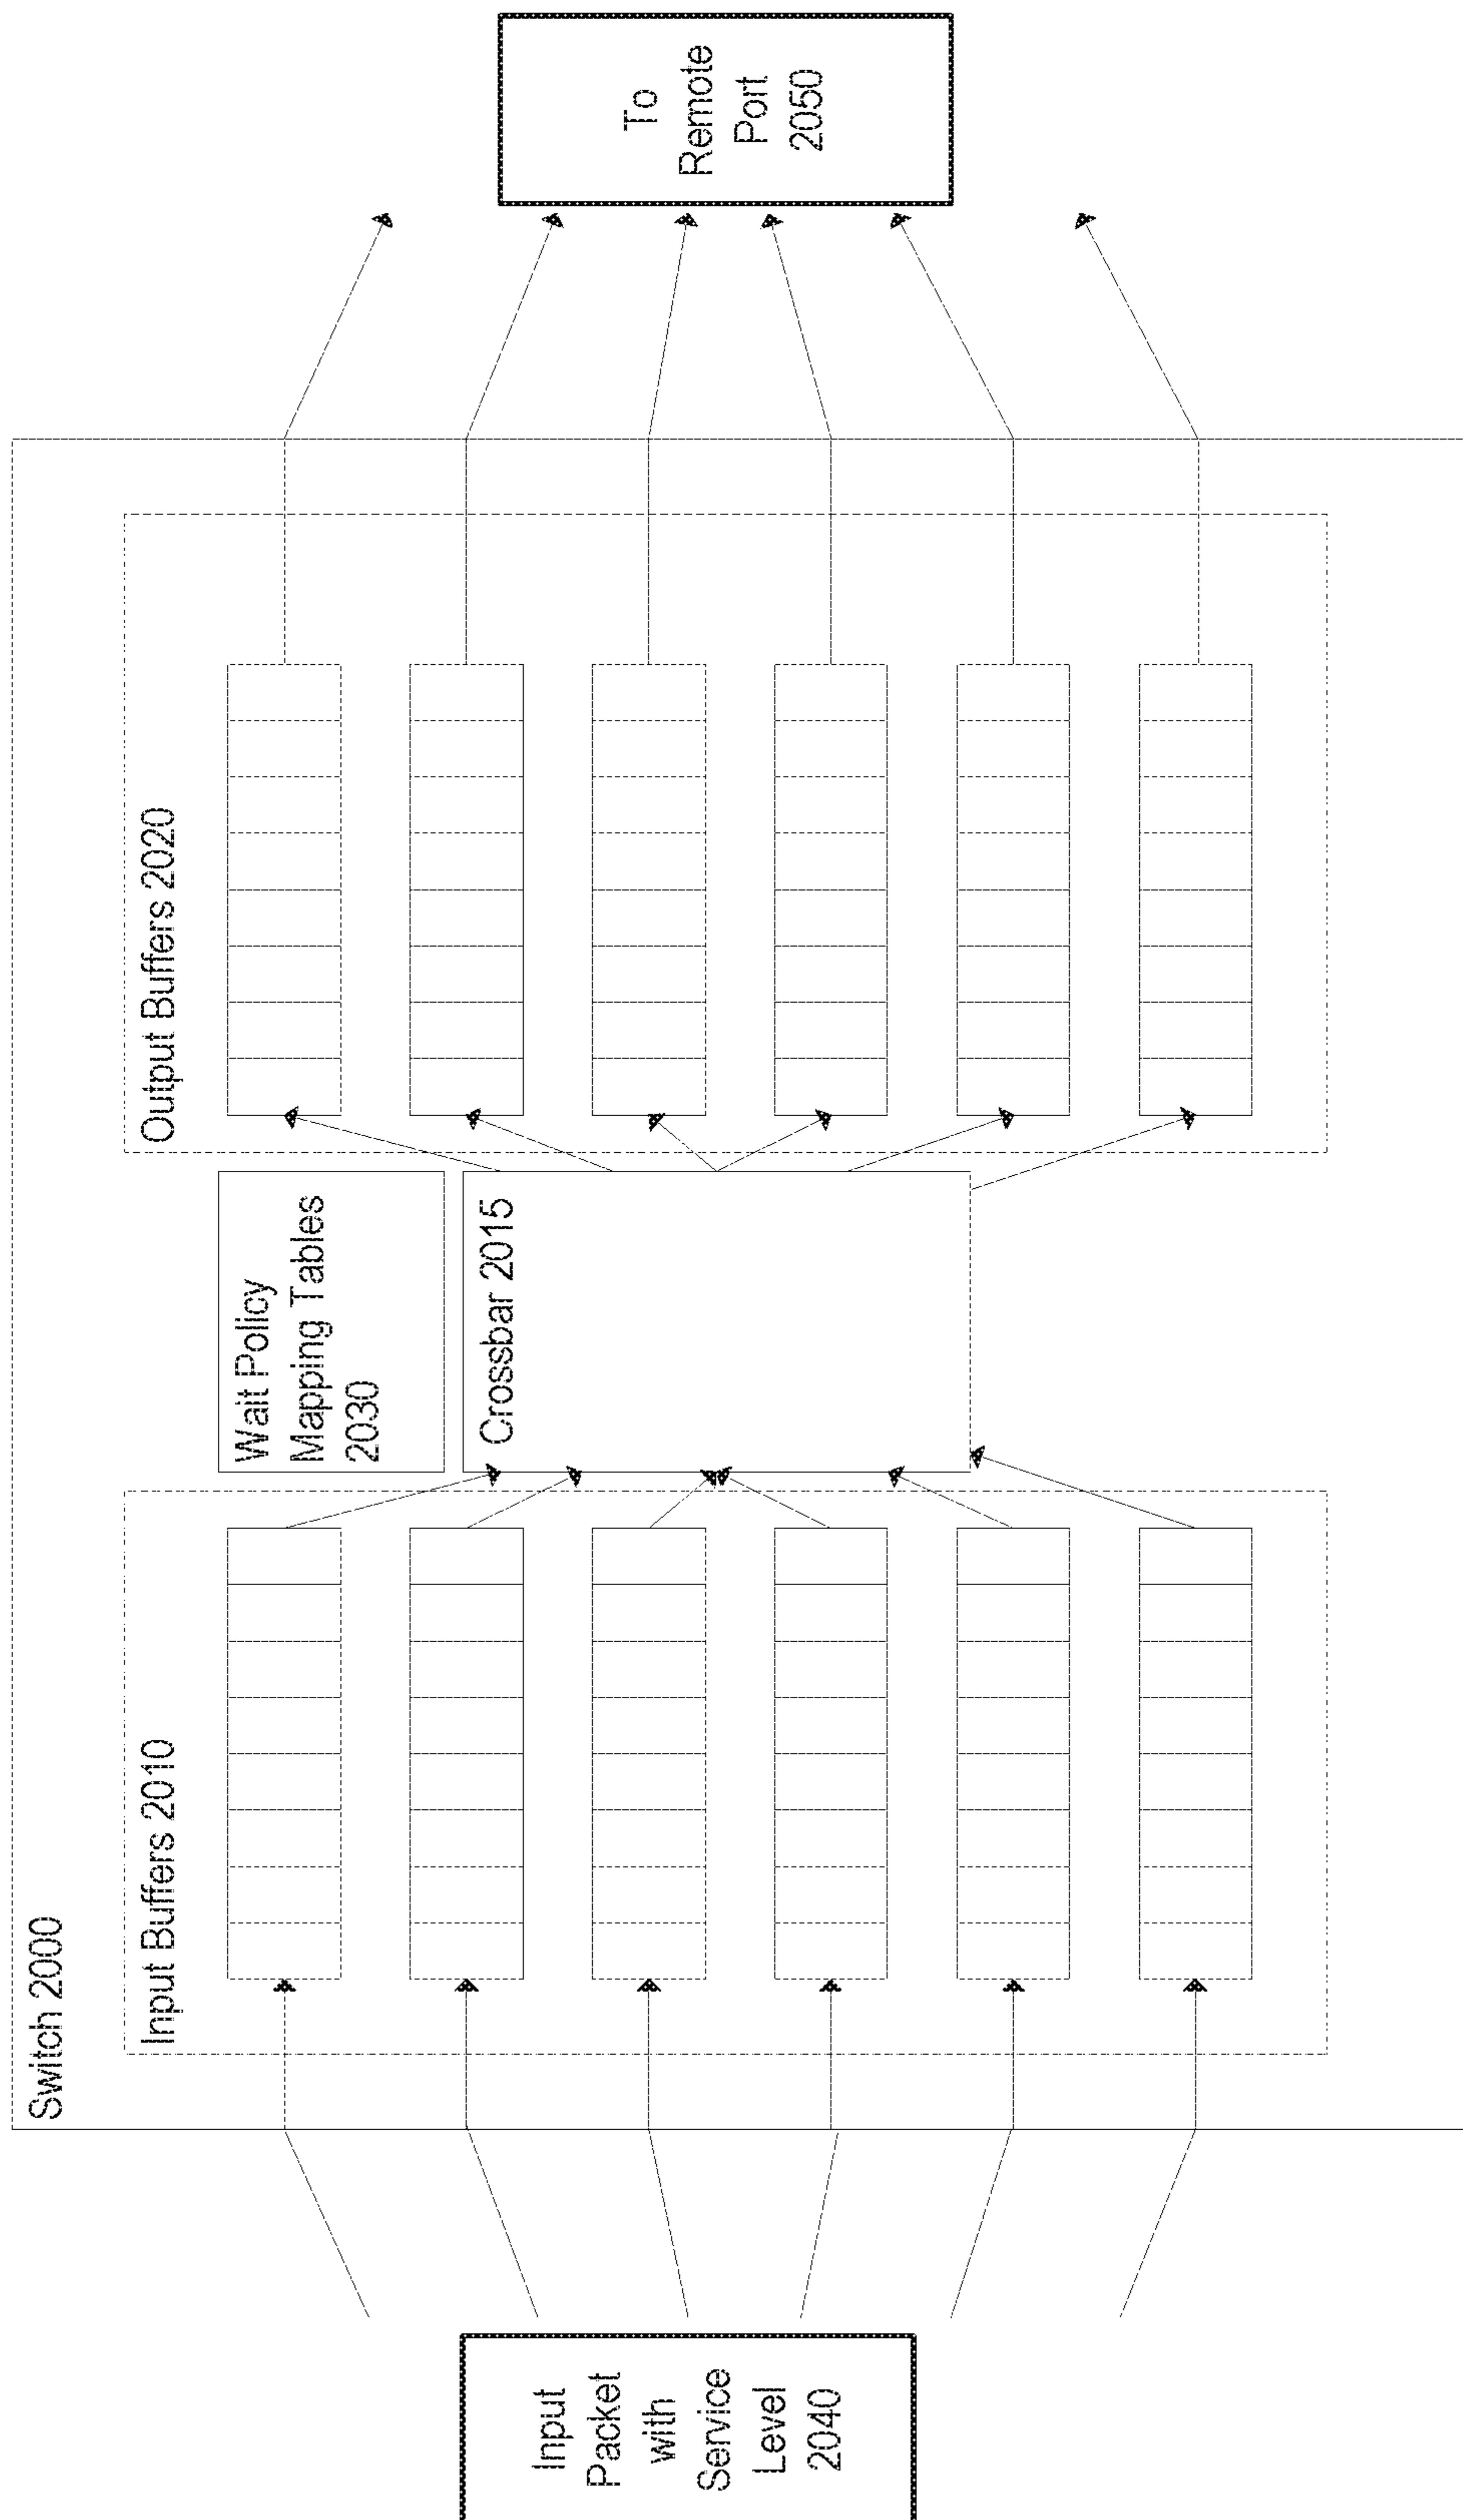 Switch 2000
Input Buffers 2010
Output Buffers 2020
Wait Policy
Mapping Tables
2030
Crossbar 2015
Input
Packet
with
Service
Level
2040
To
Remote
Port
2050